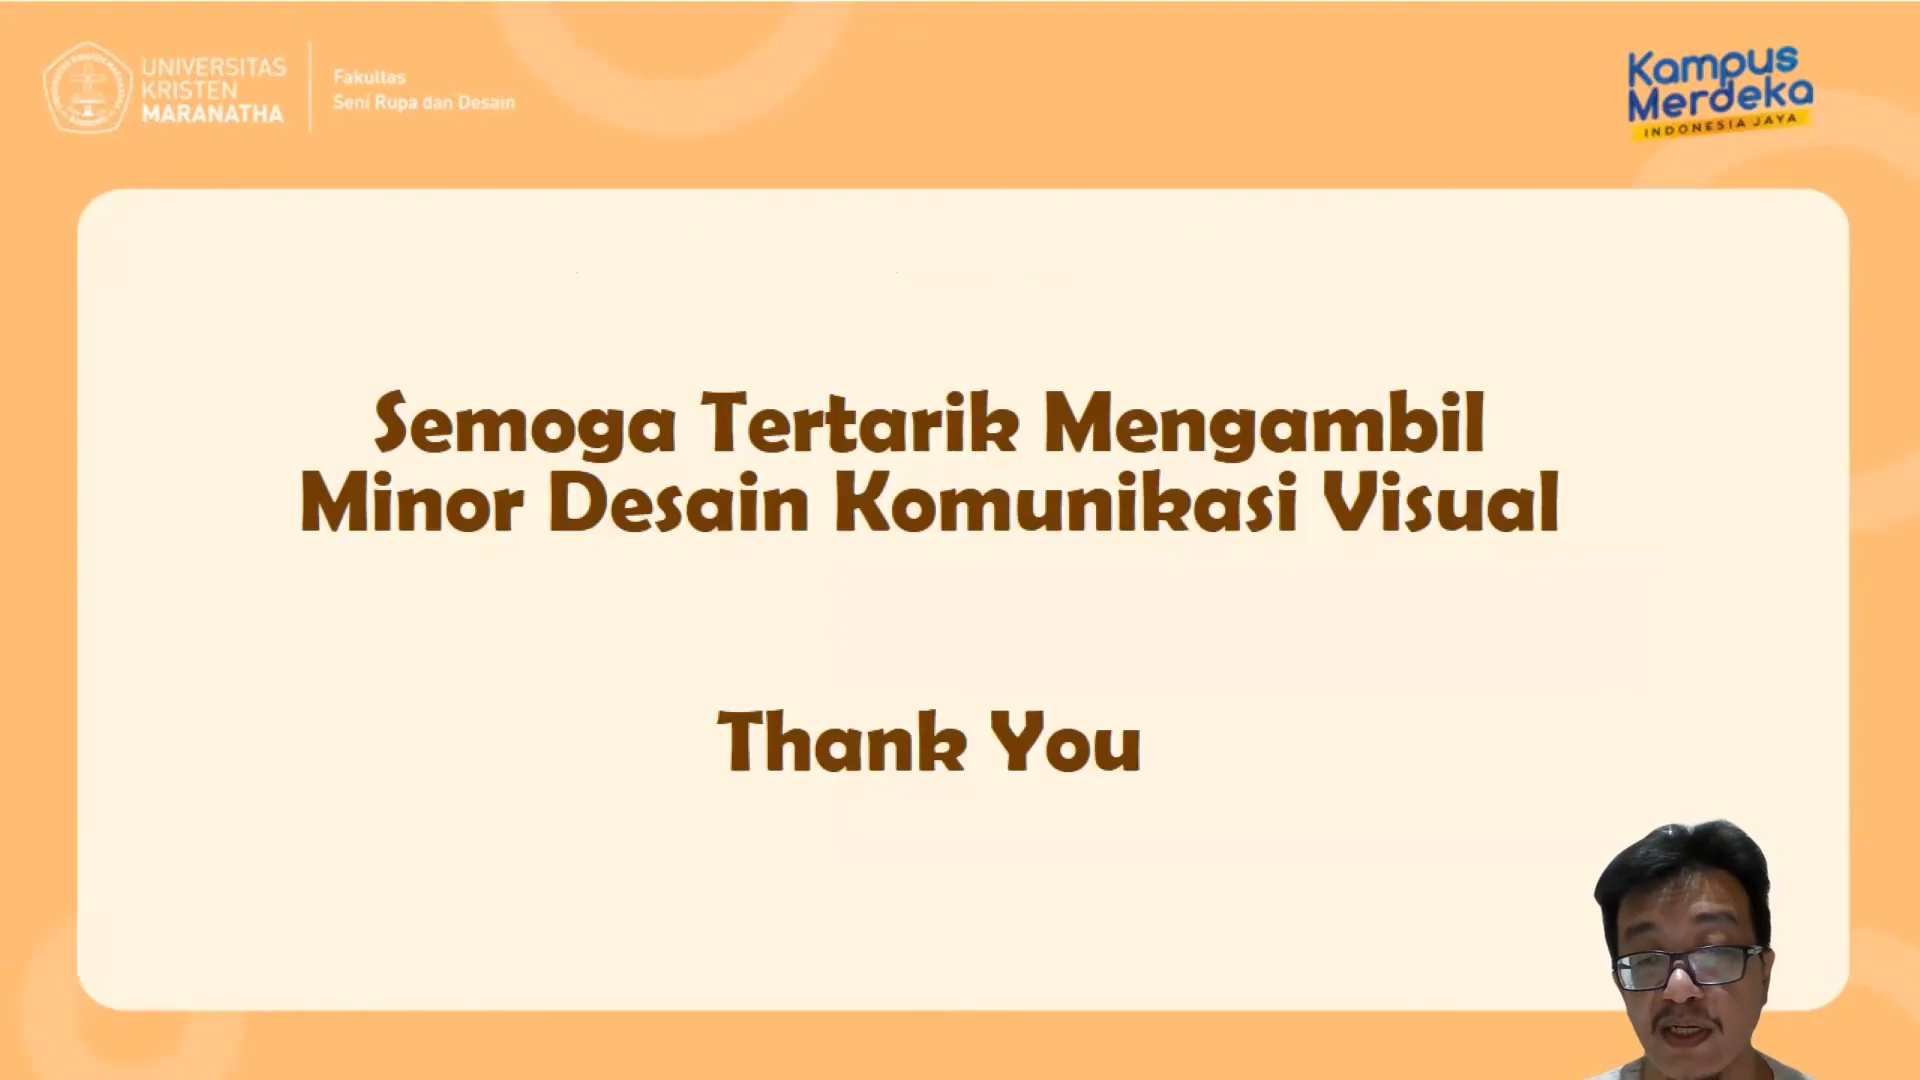 UNIVERSITAS
KRISTEN
MARANATHA
Fakultas
Seni Rupa dan Desain
Kampus
Merdeka
INDONESIA JAYA
Semoga Tertarik Mengambil
Minor Desain Komunikasi Visual
Thank You